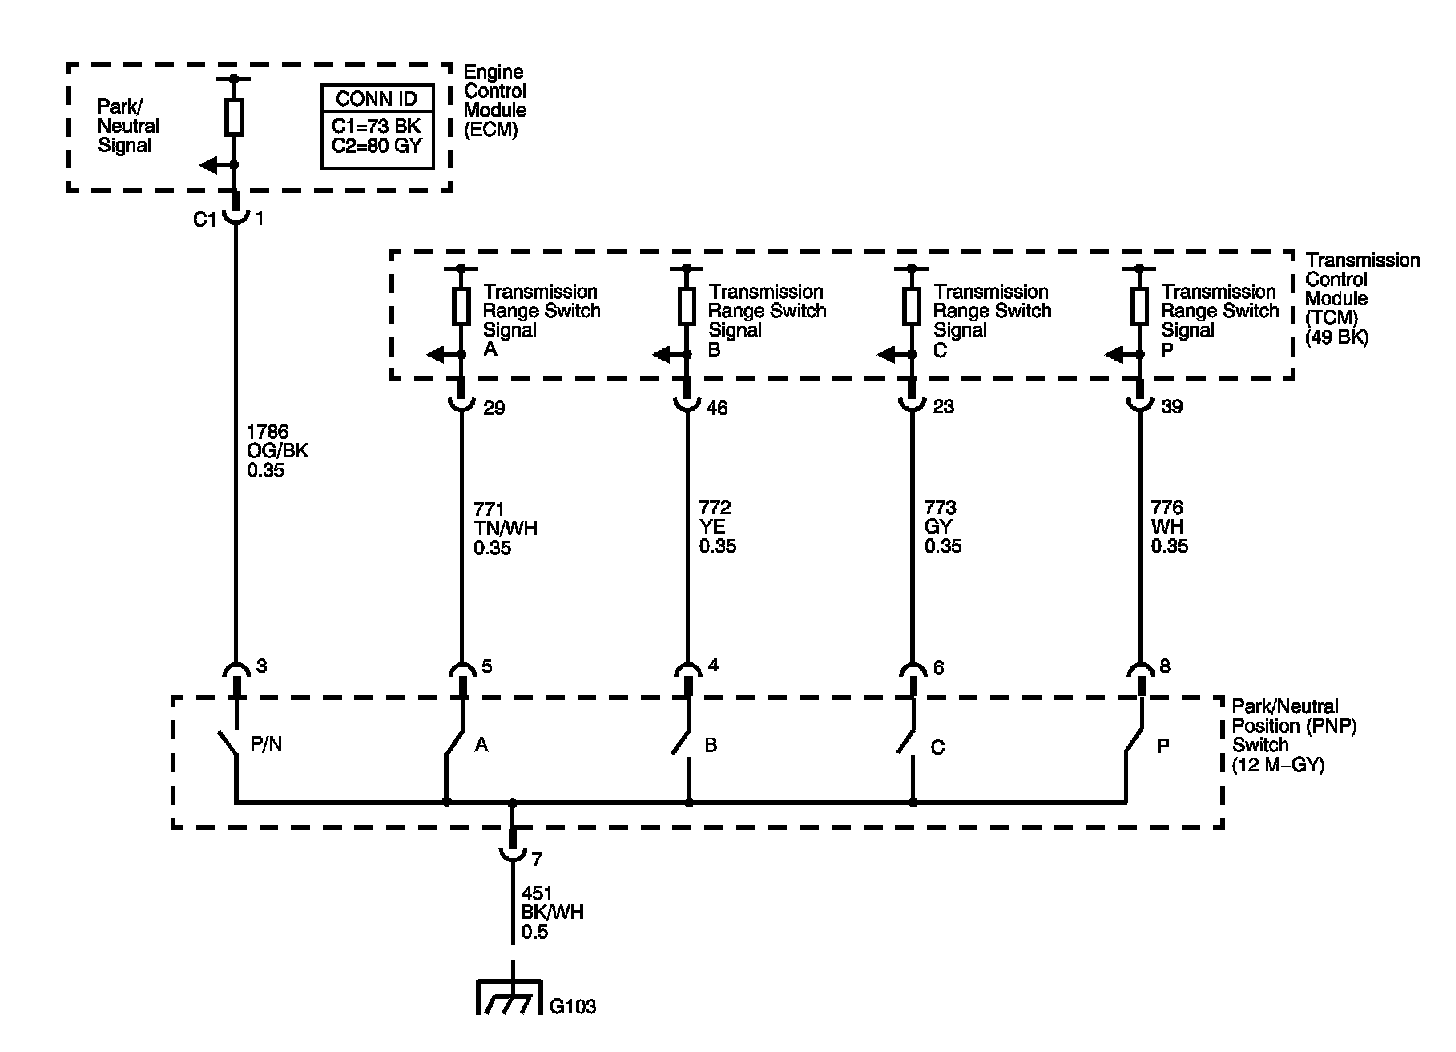 Engine
Control
Module
(ECM)
Park/
Neutral
Signal
CONN ID
C1=73 BK
C2=80 GY
C1
1
Transmission
Control
Module
(TCM)
(49 BK)
Transmission
Range Switch
Signal
A
Transmission
Range Switch
Signal
B
Transmission
Range Switch
Signal
C
Transmission
Range Switch
Signal
P
29
46
23
39
1786
OG/BK
0.35
771
TN/WH
0.35
772
YE
0.35
773
GY
0.35
776
WH
0.35
3
5
4
6
8
P/N
A
B
C
P
Park/Neutral
Position (PNP)
Switch
(12 M-GY)
7
451
BK/WH
0.5
G103